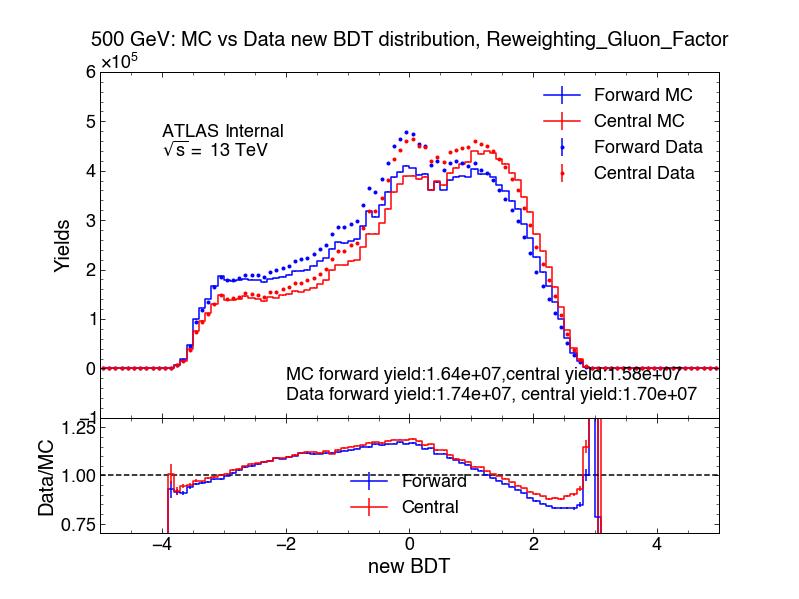 500 GeV: MC vs Data new BDT distribution, Reweighting_Gluon_Factor
×10⁵
6
5
4
3
2
1
0
−1
Yields
ATLAS Internal
√s = 13 TeV
Forward MC
Central MC
Forward Data
Central Data
MC forward yield:1.64e+07,central yield:1.58e+07
Data forward yield:1.74e+07, central yield:1.70e+07
1.25
1.00
0.75
Data/MC
Forward
Central
−4 −2 0 2 4
new BDT